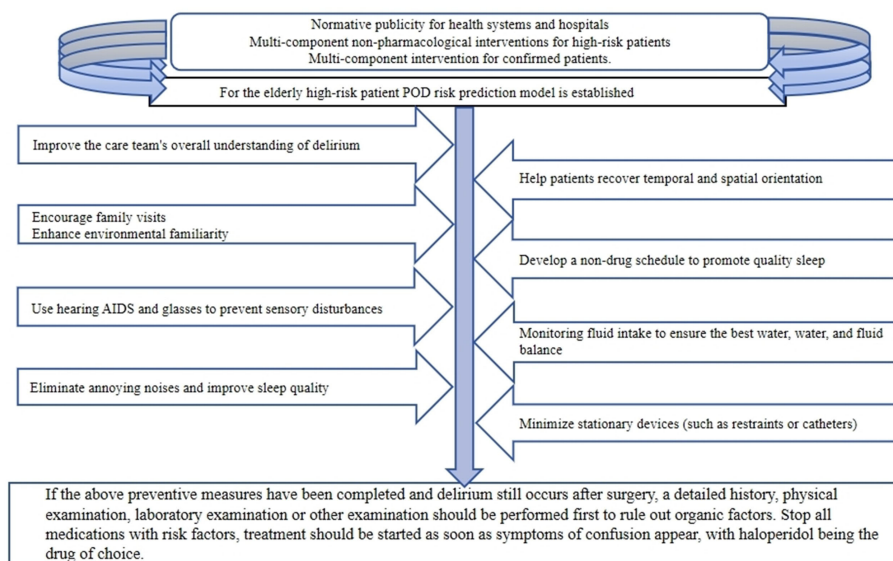 Normative publicity for health systems and hospitals
Multi-component non-pharmacological interventions for high-risk patients
Multi-component intervention for confirmed patients.
For the elderly high-risk patient POD risk prediction model is established
Improve the care team's overall understanding of delirium
Help patients recover temporal and spatial orientation
Encourage family visits
Enhance environmental familiarity
Develop a non-drug schedule to promote quality sleep
Use hearing AIDS and glasses to prevent sensory disturbances
Monitoring fluid intake to ensure the best water, water, and fluid
balance
Eliminate annoying noises and improve sleep quality
Minimize stationary devices (such as restraints or catheters)
If the above preventive measures have been completed and delirium still occurs after surgery, a detailed history, physical
examination, laboratory examination or other examination should be performed first to rule out organic factors. Stop all
medications with risk factors, treatment should be started as soon as symptoms of confusion appear, with haloperidol being the
drug of choice.